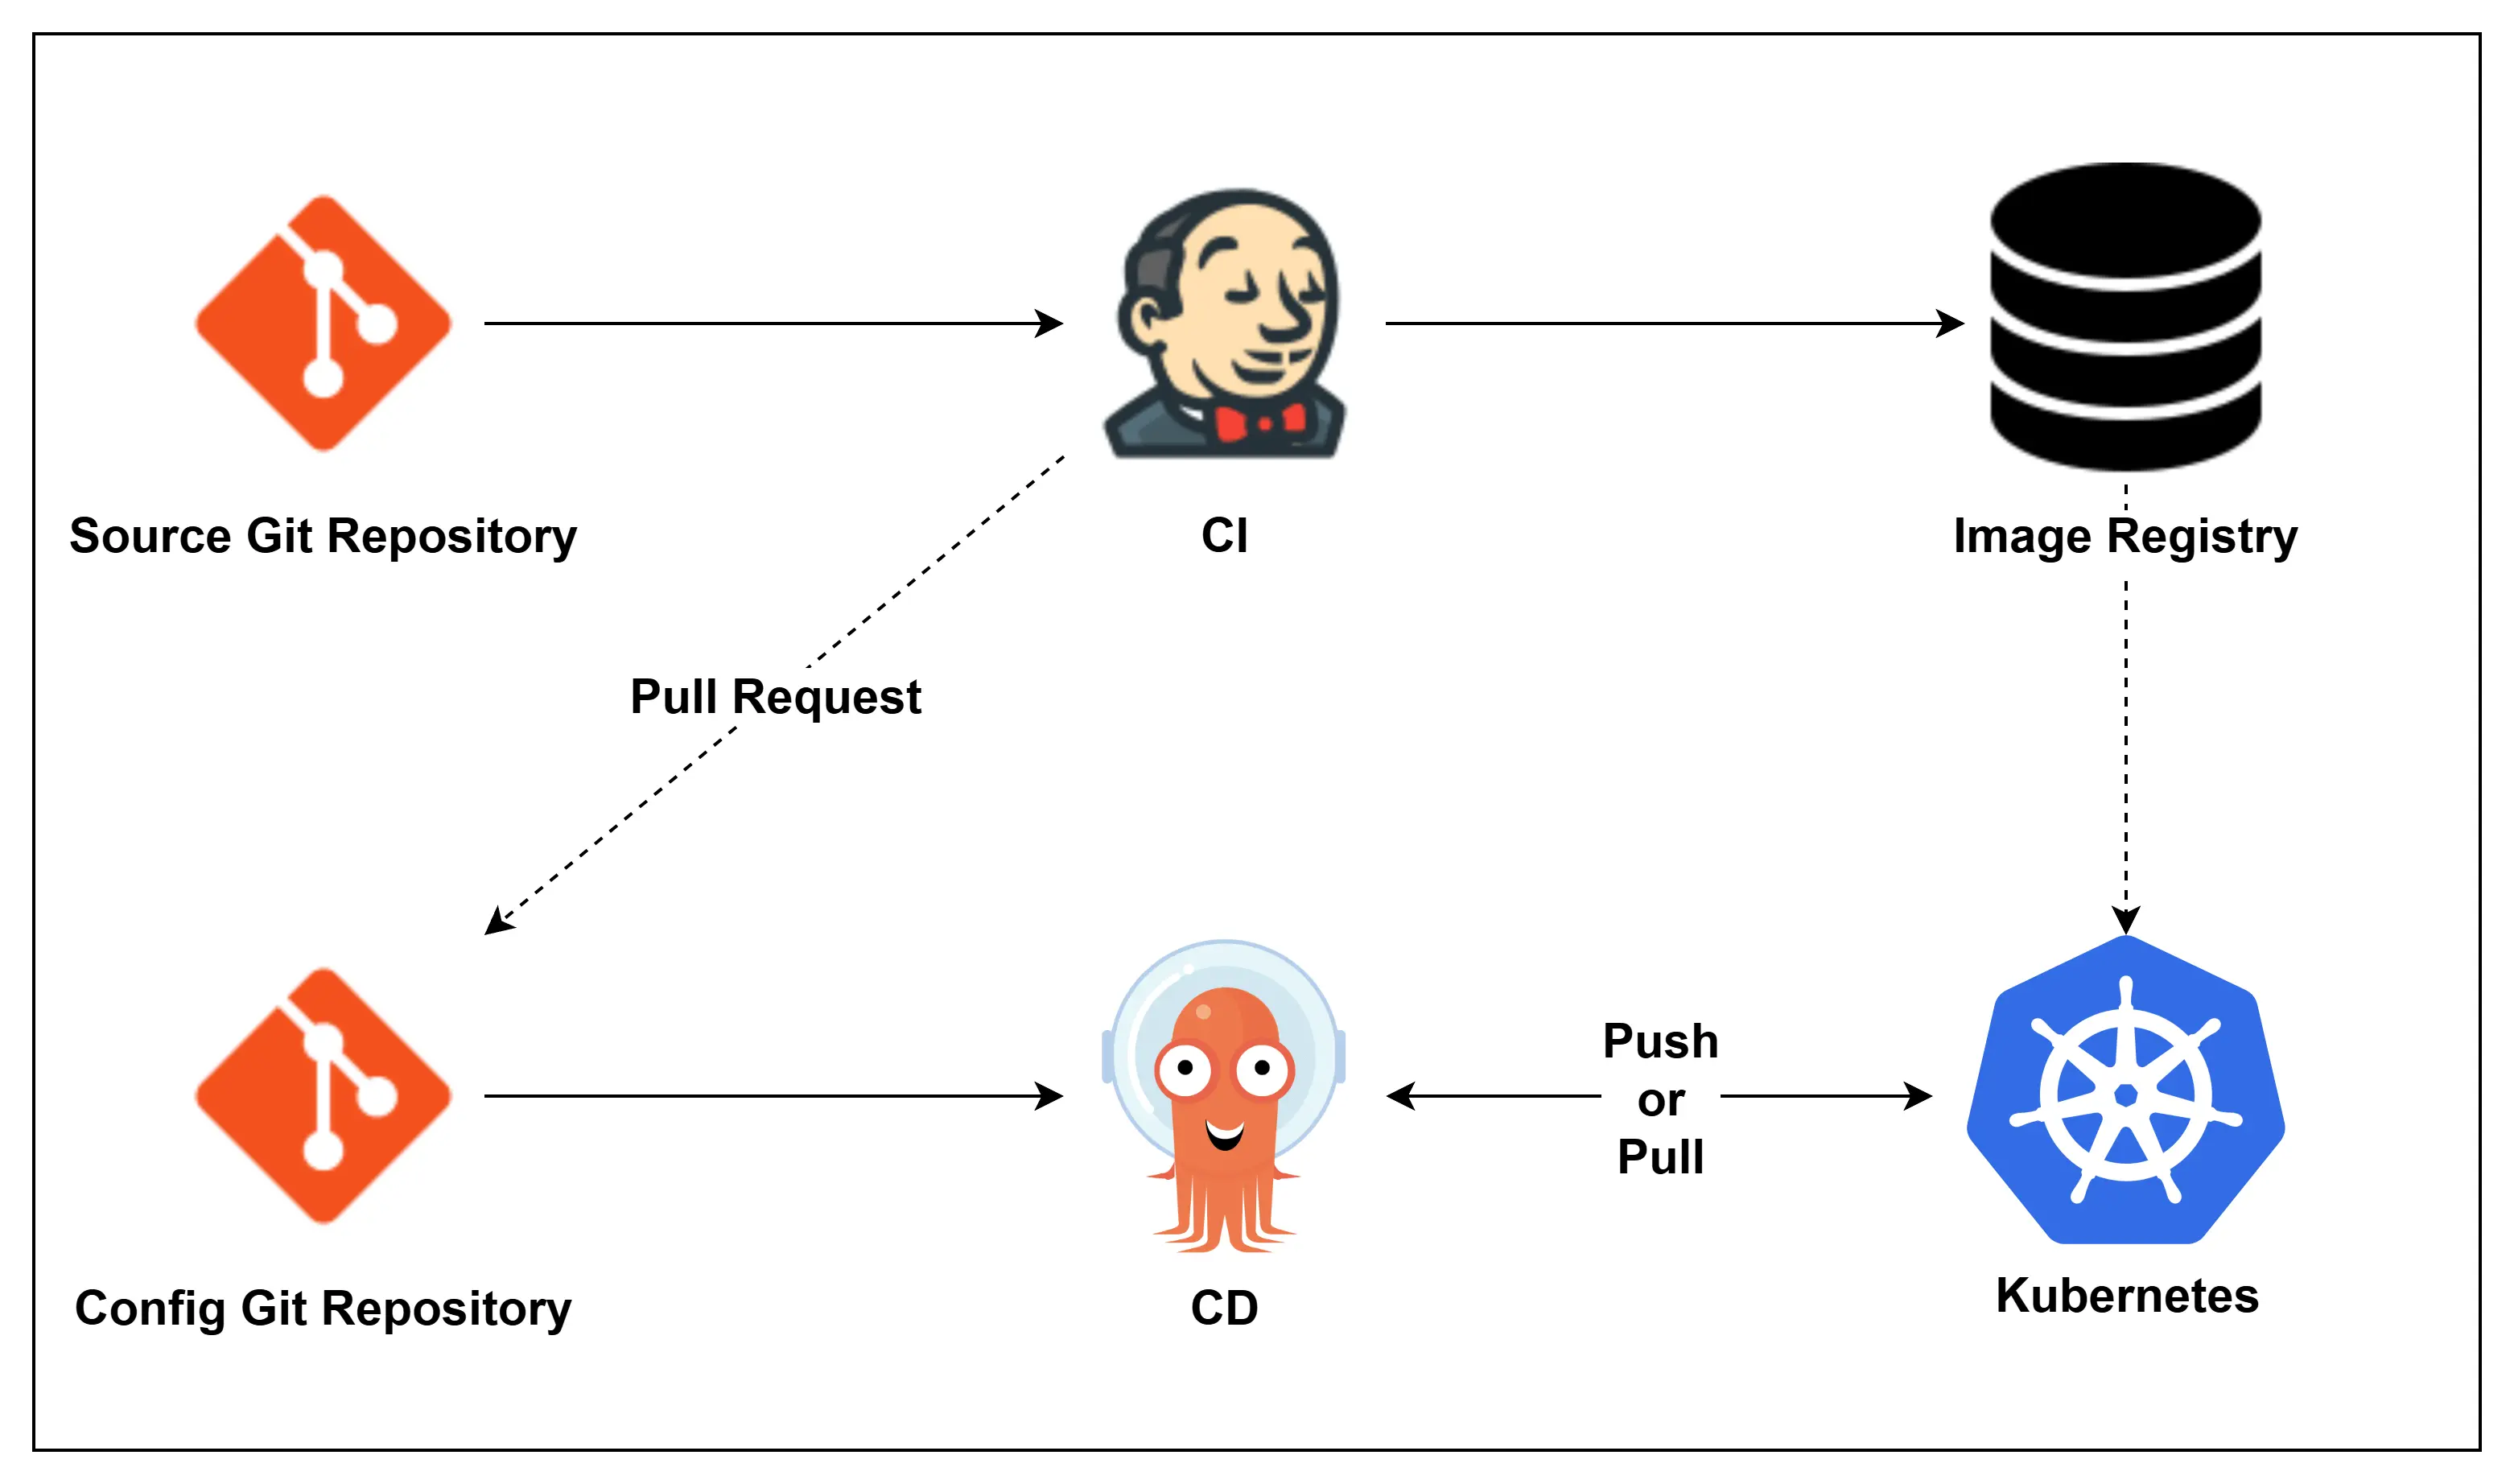 Source Git Repository
CI
Image Registry
Pull Request
Push
or
Pull
Config Git Repository
CD
Kubernetes